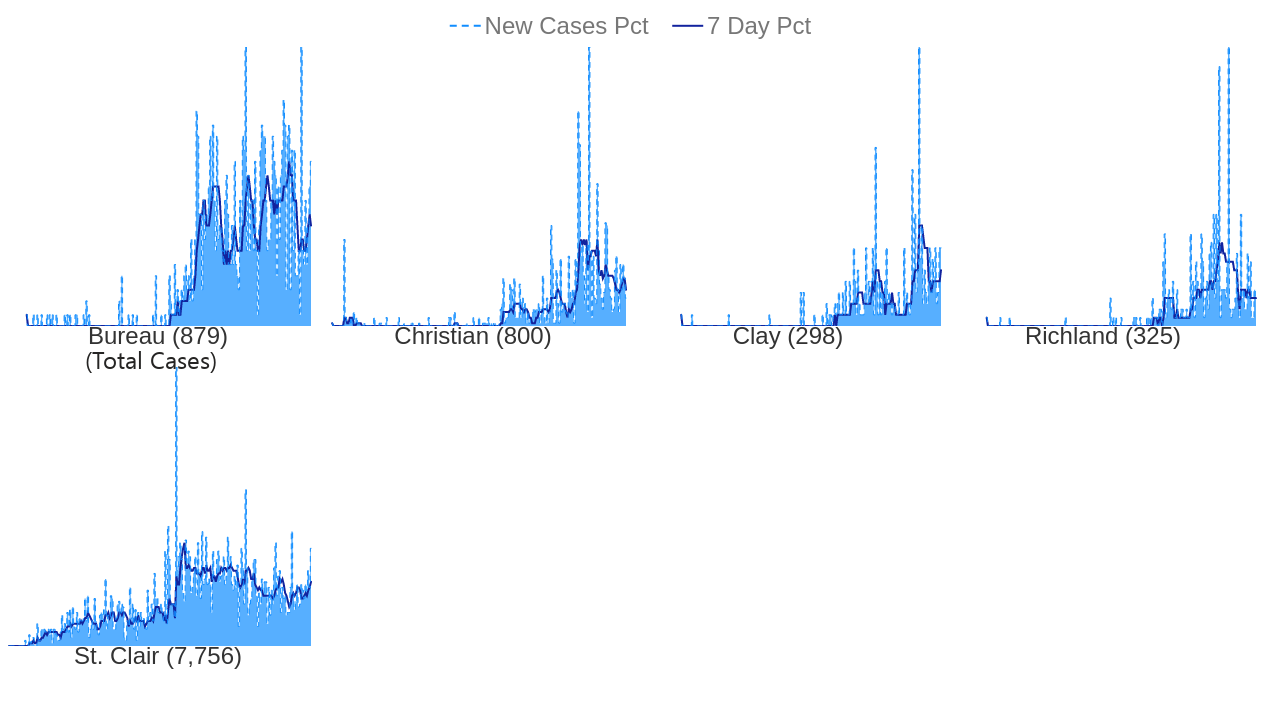 New Cases Pct 7 Day Pct
Bureau (879) Christian (800) Clay (298) Richland (325)
(Total Cases)
St. Clair (7,756)